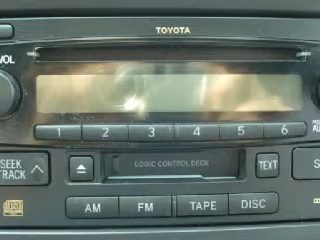 TOYOTA
VOL
1 2 3 4 5 6
SEEK TRACK
LOGIC CONTROL DECK
TEXT
AM FM TAPE DISC